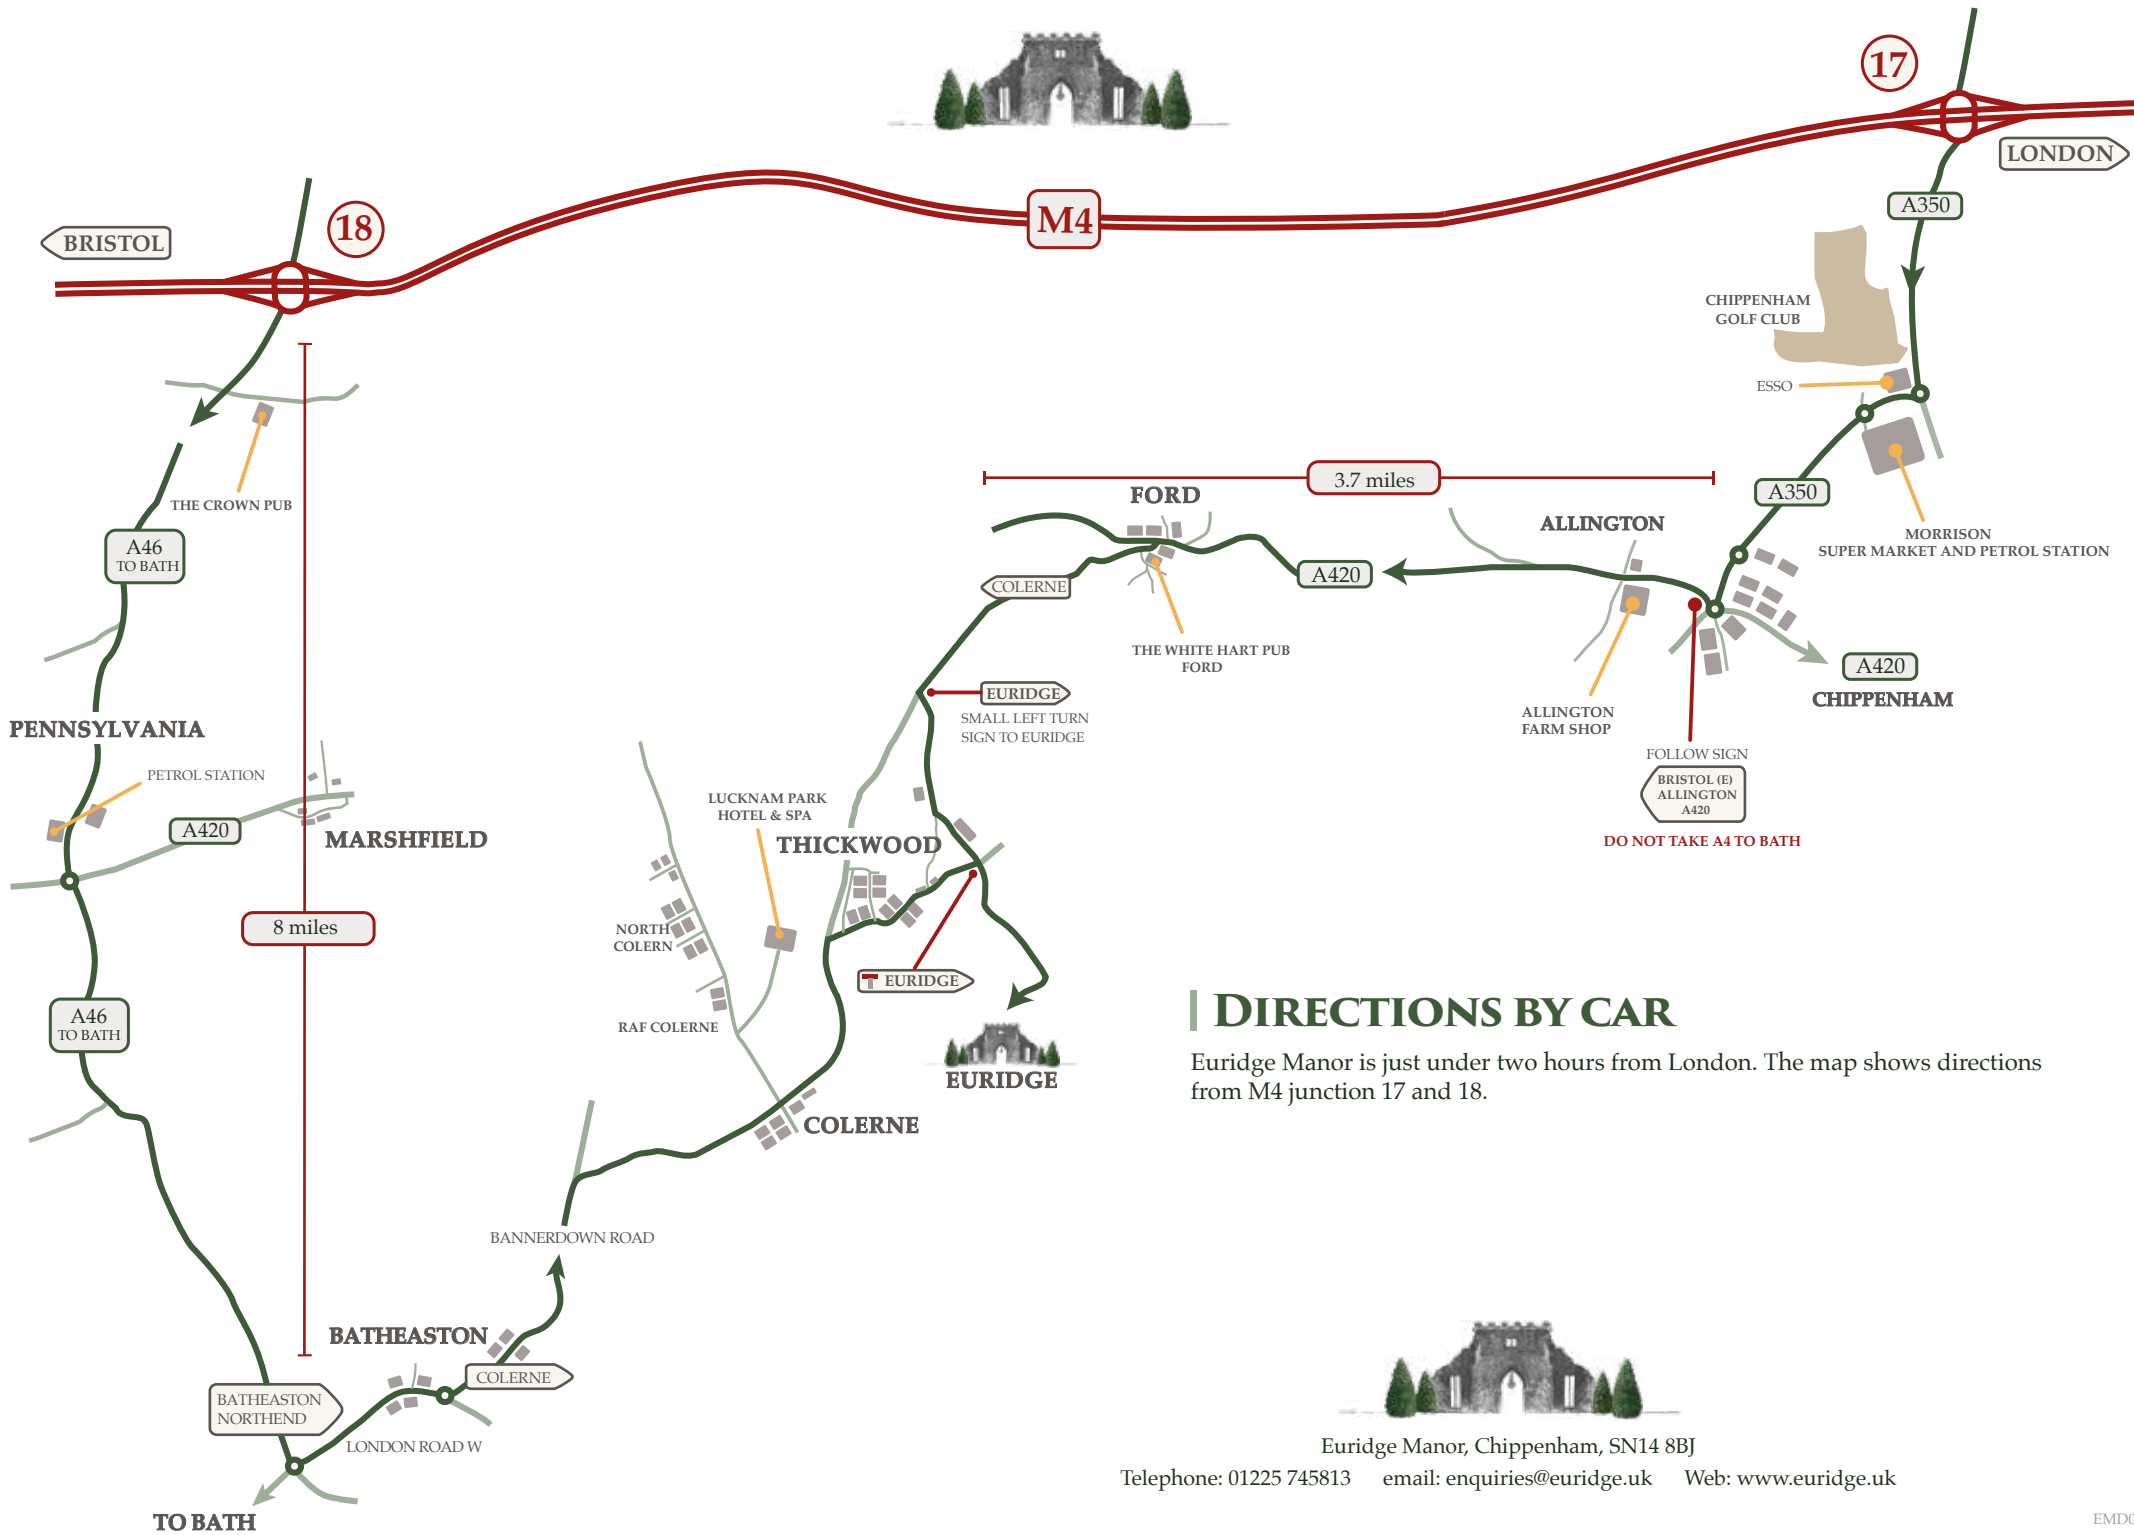 17
LONDON
A350
18
BRISTOL
M4
CHIPPENHAM
GOLF CLUB
ESSO
THE CROWN PUB
3.7 miles
FORD
A350
ALLINGTON
MORRISON
SUPER MARKET AND PETROL STATION
A46
TO BATH
A420
COLERNE
THE WHITE HART PUB
FORD
A420
CHIPPENHAM
EURIDGE
SMALL LEFT TURN
SIGN TO EURIDGE
ALLINGTON
FARM SHOP
FOLLOW SIGN
BRISTOL (E)
ALLINGTON
A420
DO NOT TAKE A4 TO BATH
PENNSYLVANIA
PETROL STATION
A420
MARSHFIELD
LUCKNAM PARK
HOTEL & SPA
THICKWOOD
8 miles
NORTH
COLERN
EURIDGE
RAF COLERNE
A46
TO BATH
EURIDGE
DIRECTIONS BY CAR
Euridge Manor is just under two hours from London. The map shows directions
from M4 junction 17 and 18.
COLERNE
BANNERDOWN ROAD
BATHEASTON
COLERNE
BATHEASTON
NORTHEND
LONDON ROAD W
TO BATH
Euridge Manor, Chippenham, SN14 8BJ
Telephone: 01225 745813 email: enquiries@euridge.uk Web: www.euridge.uk